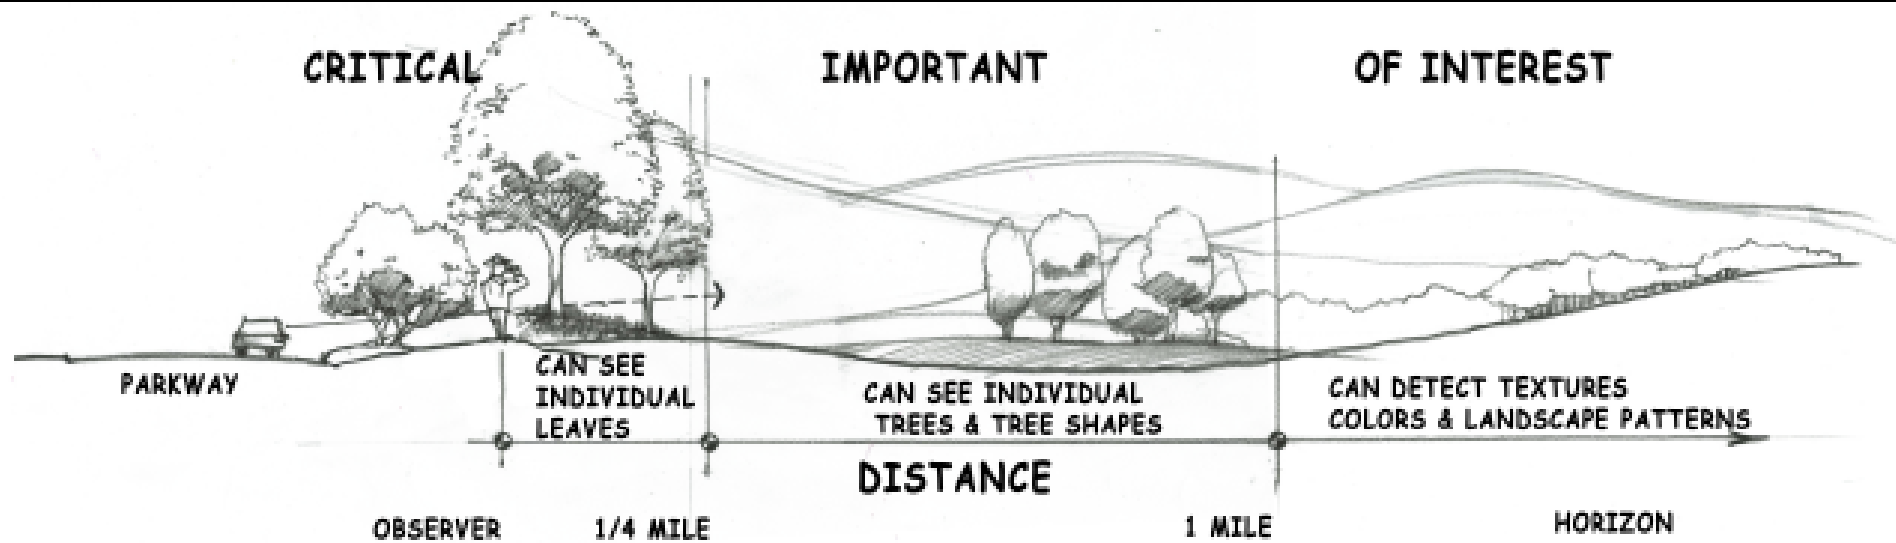 CRITICAL
IMPORTANT
OF INTEREST
PARKWAY
CAN SEE
INDIVIDUAL
LEAVES
CAN SEE INDIVIDUAL
TREES & TREE SHAPES
CAN DETECT TEXTURES
COLORS & LANDSCAPE PATTERNS
DISTANCE
OBSERVER
1/4 MILE
1 MILE
HORIZON